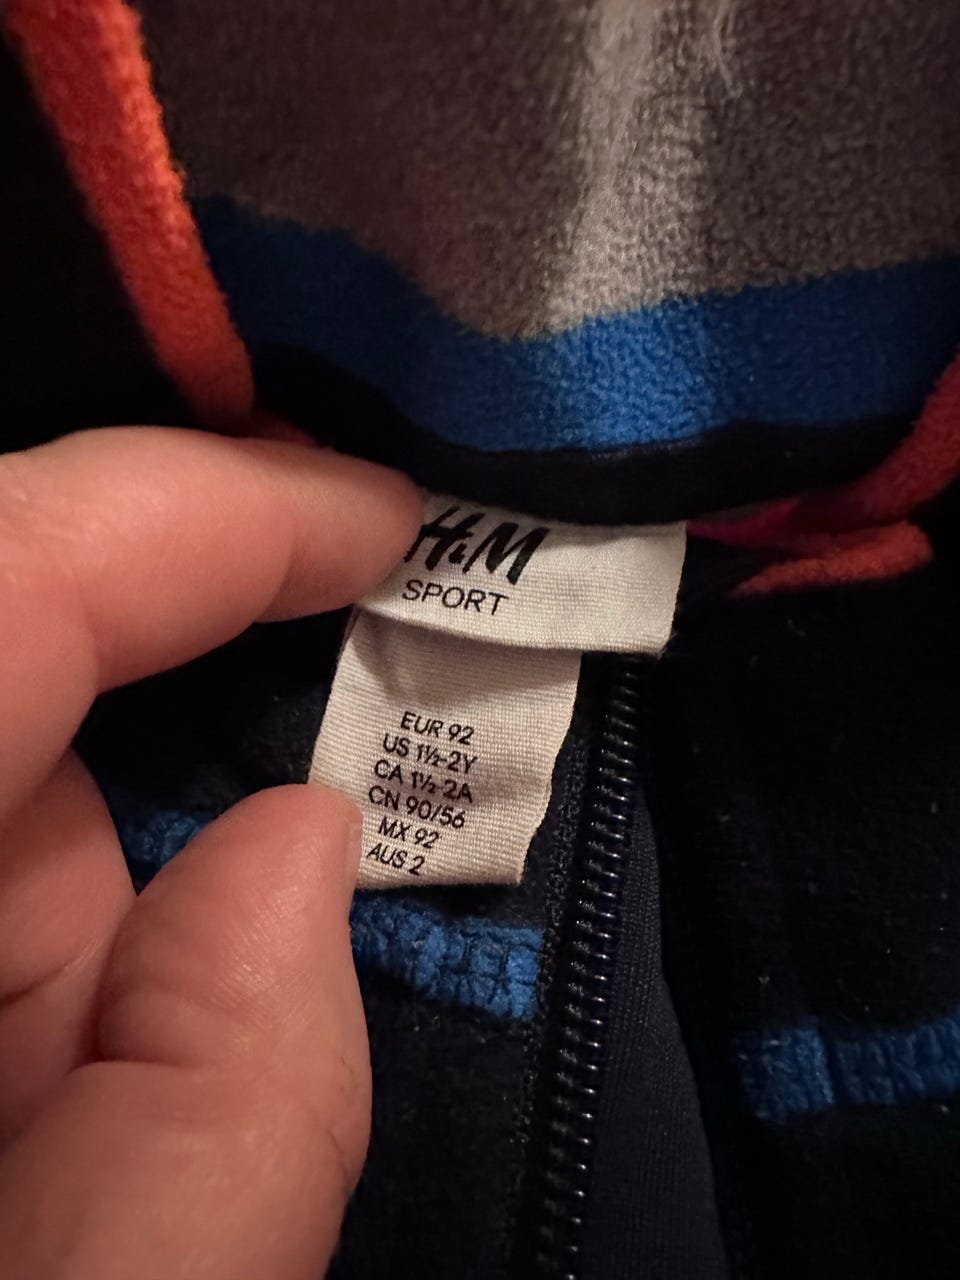 H&M
SPORT
EUR 92
US 1½-2Y
CA 1½-2A
CN 90/56
MX 92
AUS 2